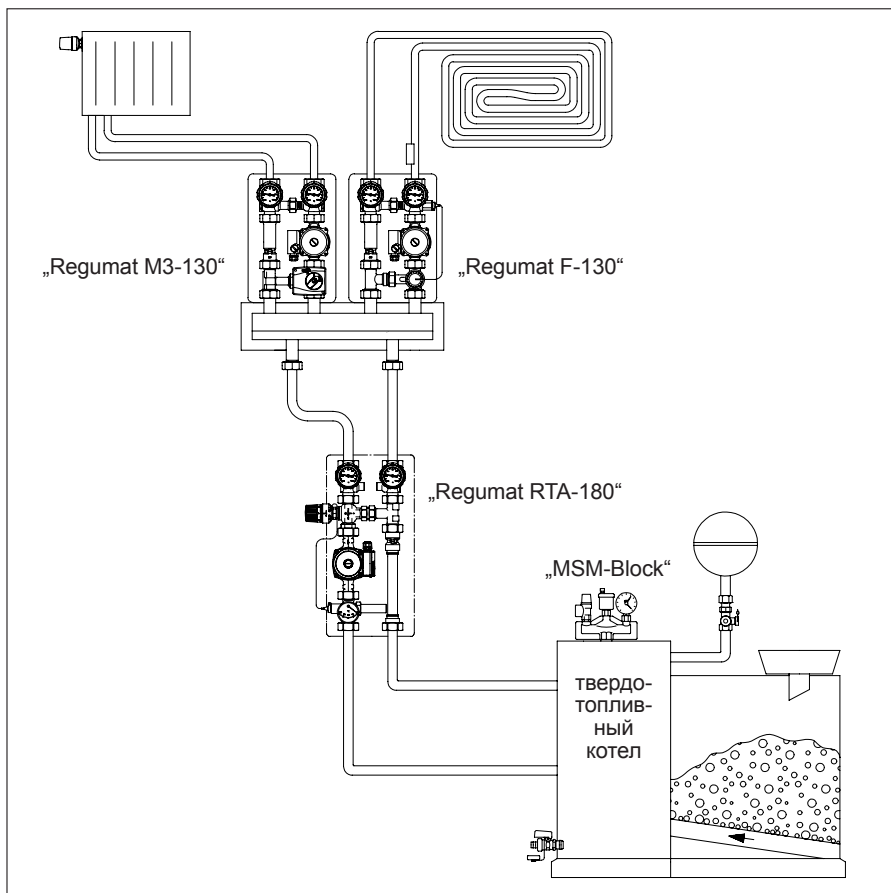 „Regumat M3-130“
„Regumat F-130“
„Regumat RTA-180“
„MSM-Block“
твердо-
топлив-
ный
котел